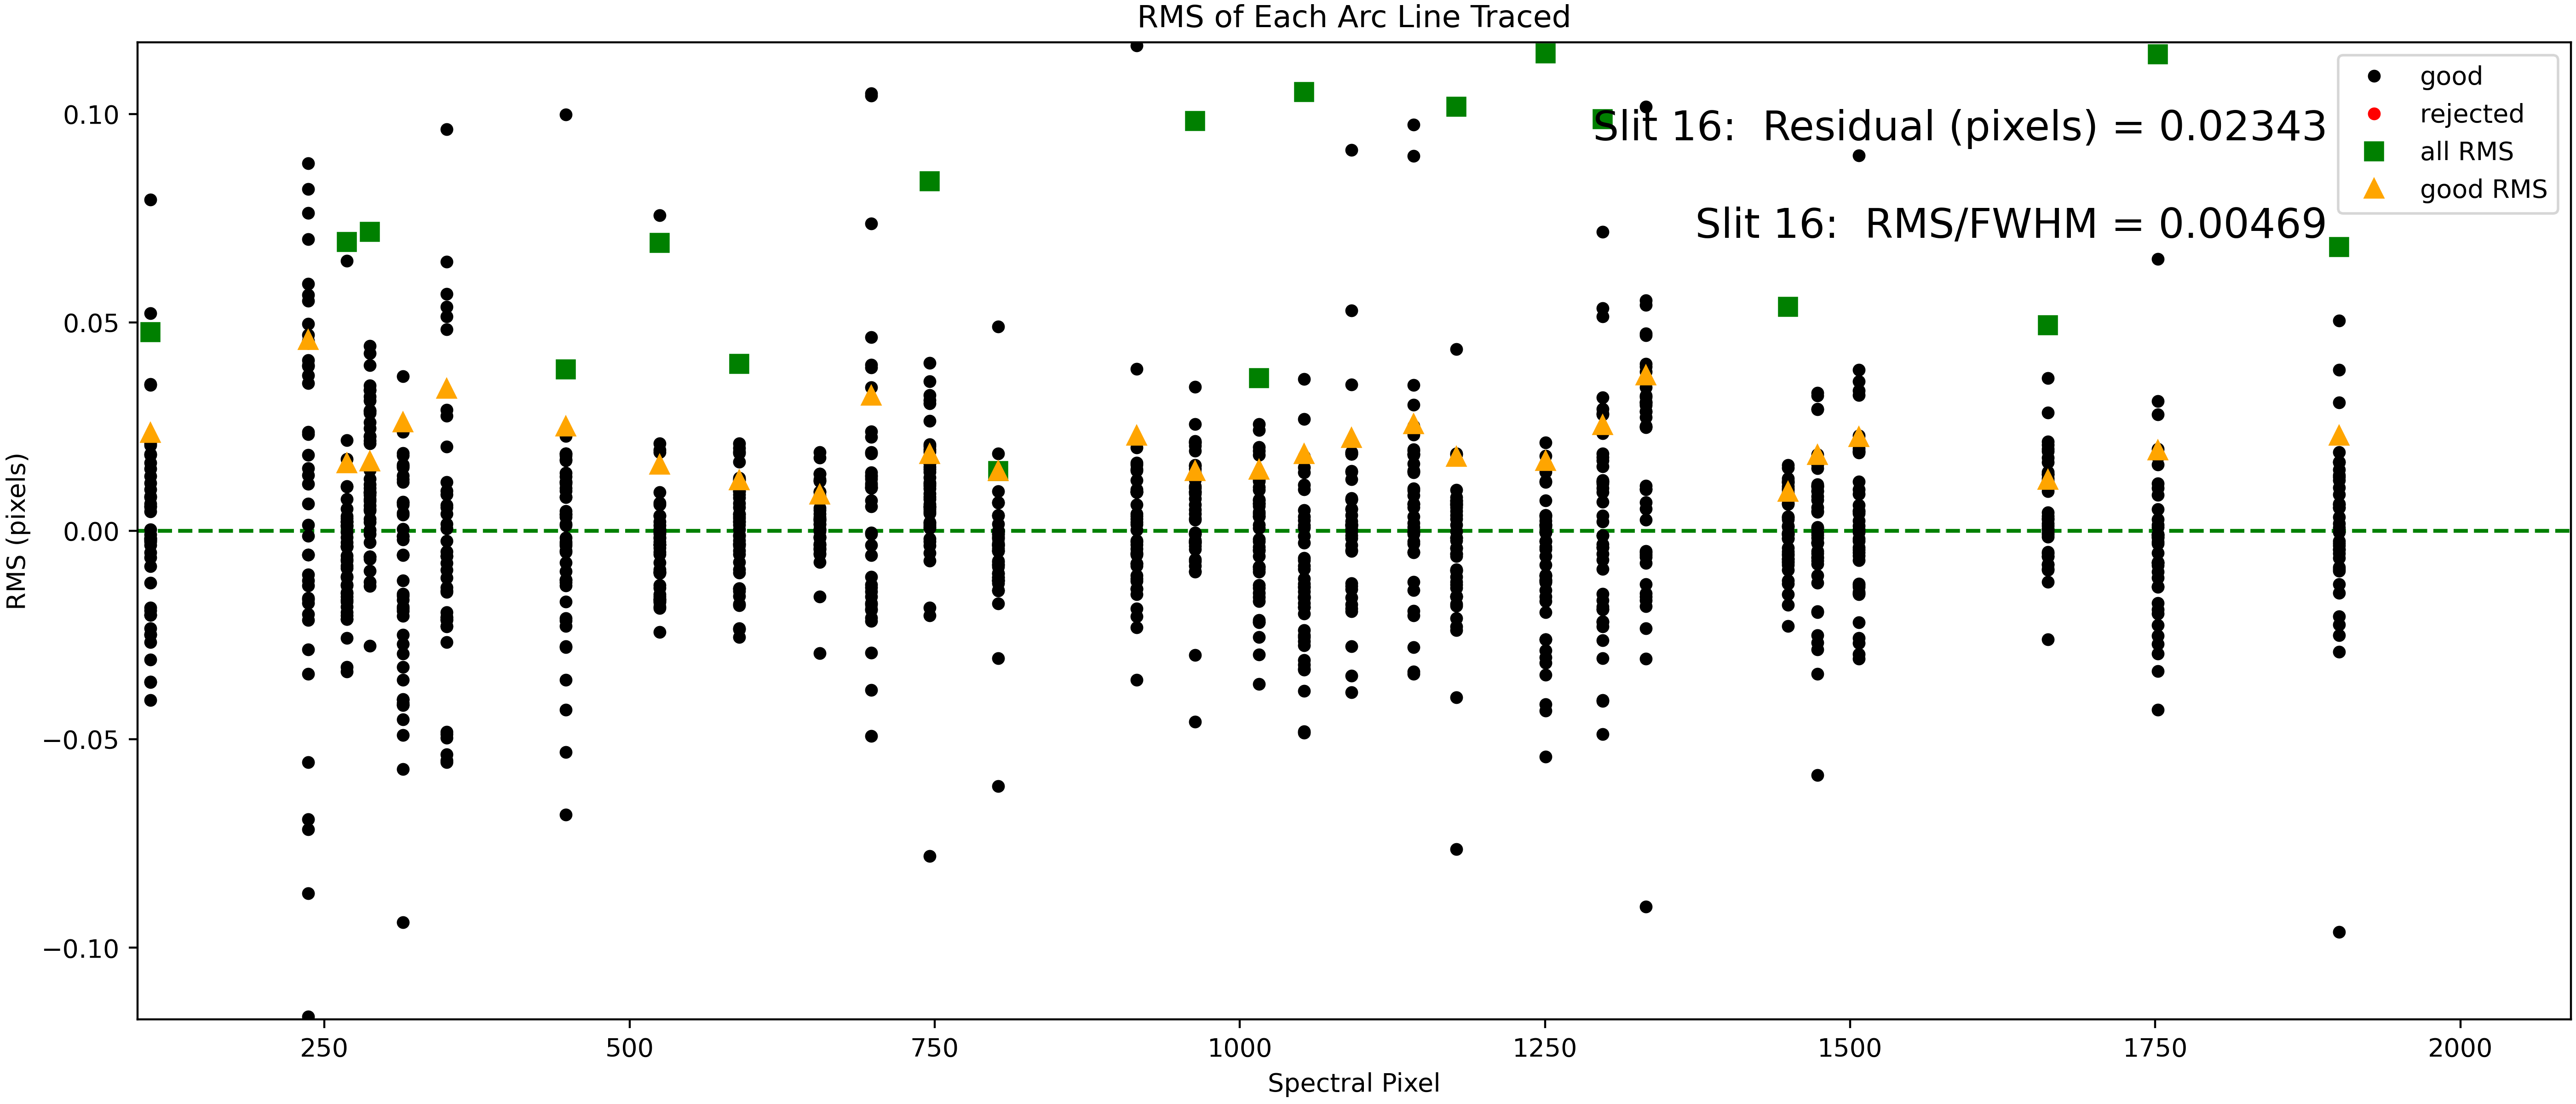 RMS of Each Arc Line Traced
good
rejected
all RMS
good RMS
Slit 16:  Residual (pixels) = 0.02343
Slit 16:  RMS/FWHM = 0.00469
RMS (pixels)
0.10
0.05
0.00
−0.05
−0.10
250 500 750 1000 1250 1500 1750 2000
Spectral Pixel